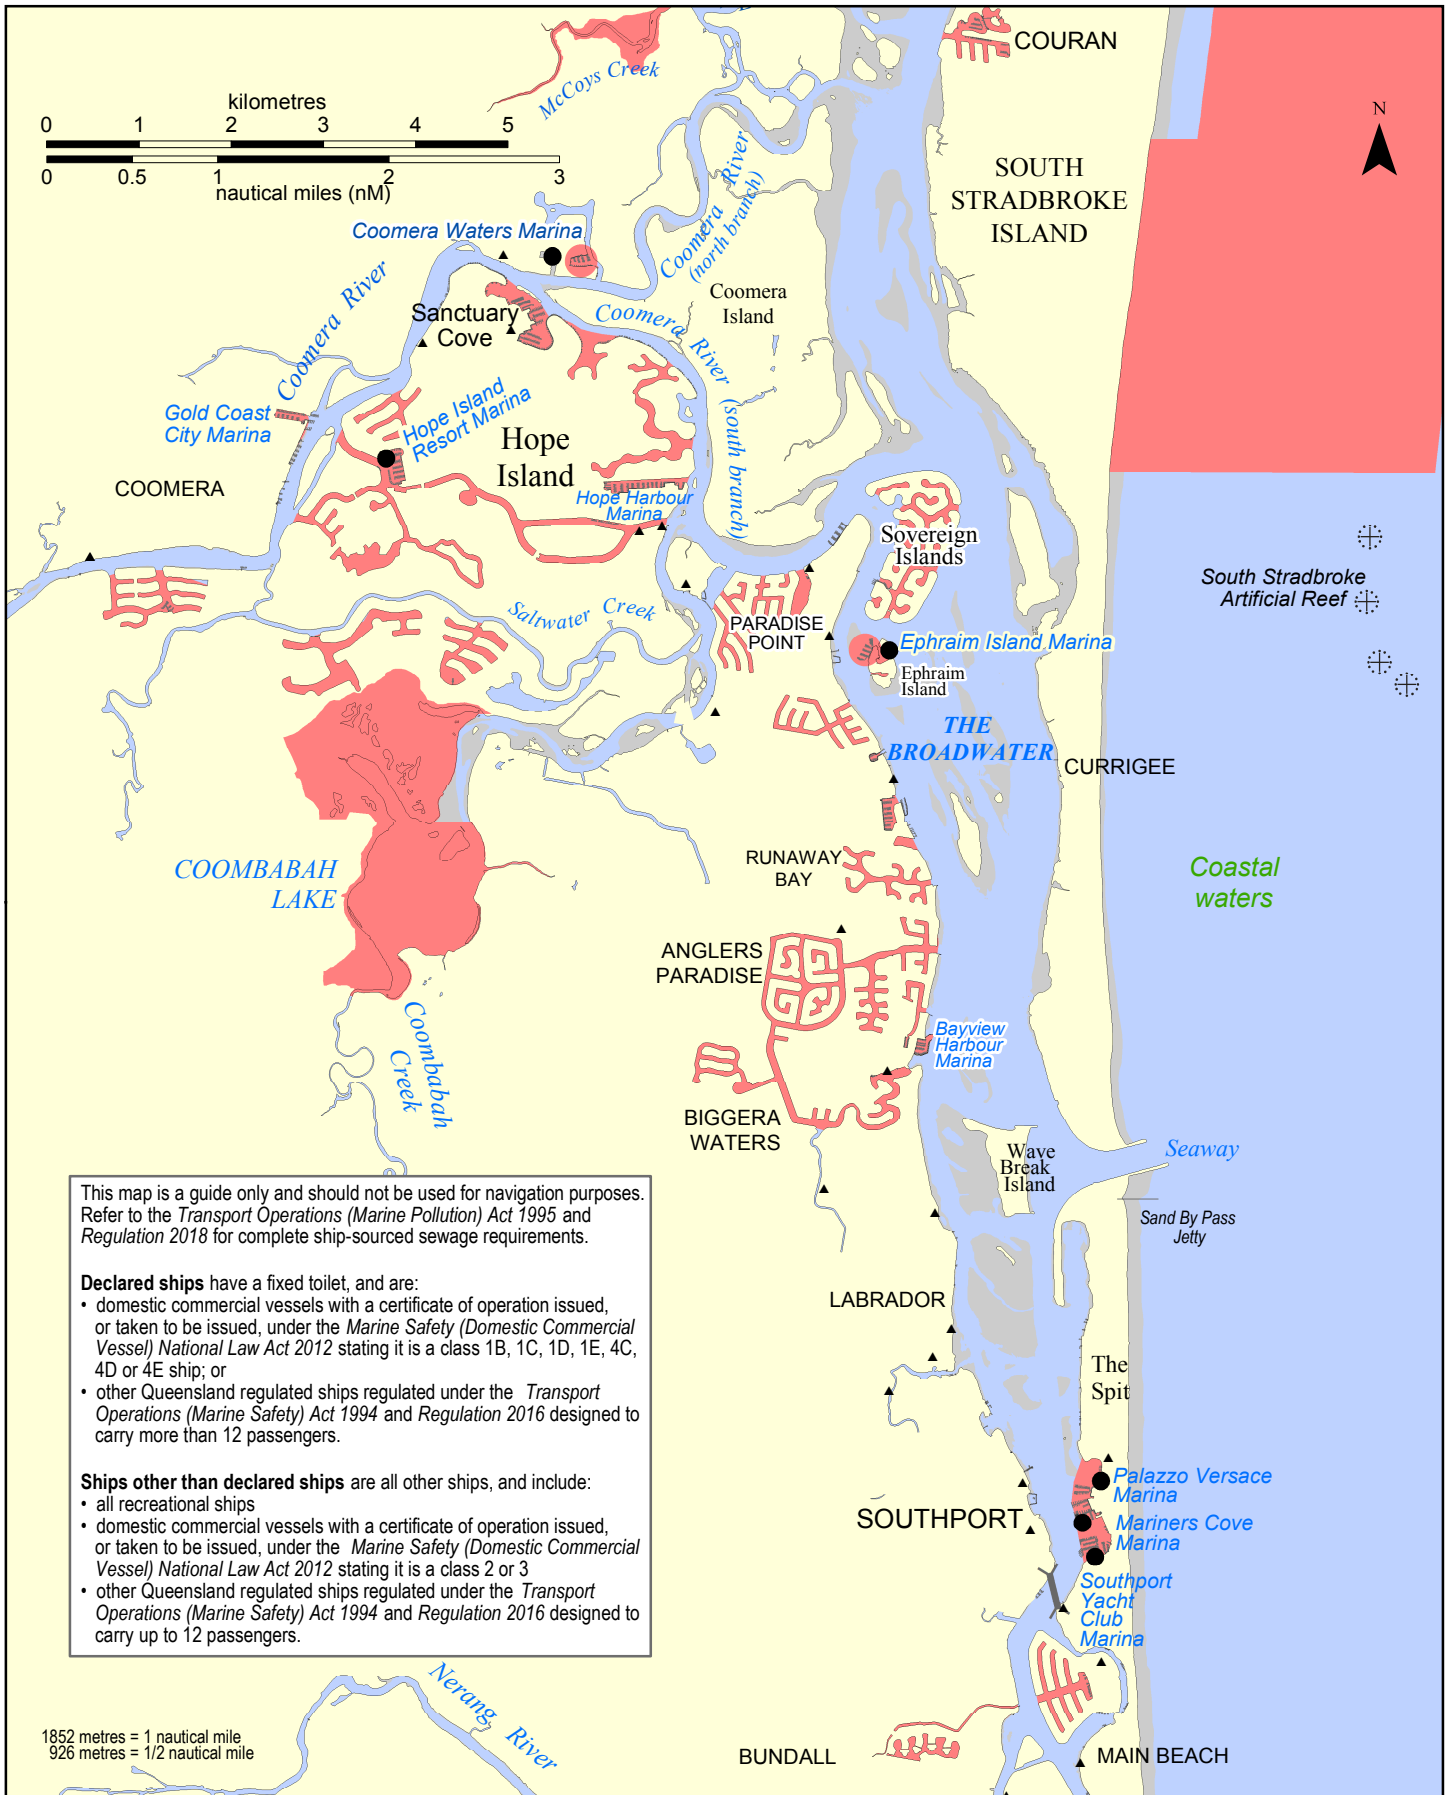 COURAN
McCoys Creek
kilometres
0 1 2 3 4 5
0 0.5 1 2 3
nautical miles (nM)
N
SOUTH
STRADBROKE
ISLAND
Coomera River
(north branch)
Coomera Waters Marina
Coomera
Island
Coomera River
Sanctuary
Cove
Coomera River (south branch)
Gold Coast
City Marina
Hope Island
Resort Marina
Hope
Island
COOMERA
Hope Harbour
Marina
Sovereign
Islands
South Stradbroke
Artificial Reef
Saltwater Creek
PARADISE
POINT
Ephraim Island Marina
Ephraim
Island
THE
BROADWATER
CURRIGEE
COOMBABAH
LAKE
RUNAWAY
BAY
Coastal
waters
ANGLERS
PARADISE
Coombabah
Creek
Bayview
Harbour
Marina
BIGGERA
WATERS
Wave
Break
Island
Seaway
Sand By Pass
Jetty
This map is a guide only and should not be used for navigation purposes.
Refer to the Transport Operations (Marine Pollution) Act 1995 and
Regulation 2018 for complete ship-sourced sewage requirements.
Declared ships have a fixed toilet, and are:
• domestic commercial vessels with a certificate of operation issued,
or taken to be issued, under the Marine Safety (Domestic Commercial
Vessel) National Law Act 2012 stating it is a class 1B, 1C, 1D, 1E, 4C,
4D or 4E ship; or
• other Queensland regulated ships regulated under the Transport
Operations (Marine Safety) Act 1994 and Regulation 2016 designed to
carry more than 12 passengers.
Ships other than declared ships are all other ships, and include:
• all recreational ships
• domestic commercial vessels with a certificate of operation issued,
or taken to be issued, under the Marine Safety (Domestic Commercial
Vessel) National Law Act 2012 stating it is a class 2 or 3
• other Queensland regulated ships regulated under the Transport
Operations (Marine Safety) Act 1994 and Regulation 2016 designed to
carry up to 12 passengers.
LABRADOR
The
Spit
Palazzo Versace
Marina
SOUTHPORT
Mariners Cove
Marina
Southport
Yacht
Club
Marina
Nerang River
1852 metres = 1 nautical mile
926 metres = 1/2 nautical mile
BUNDALL
MAIN BEACH